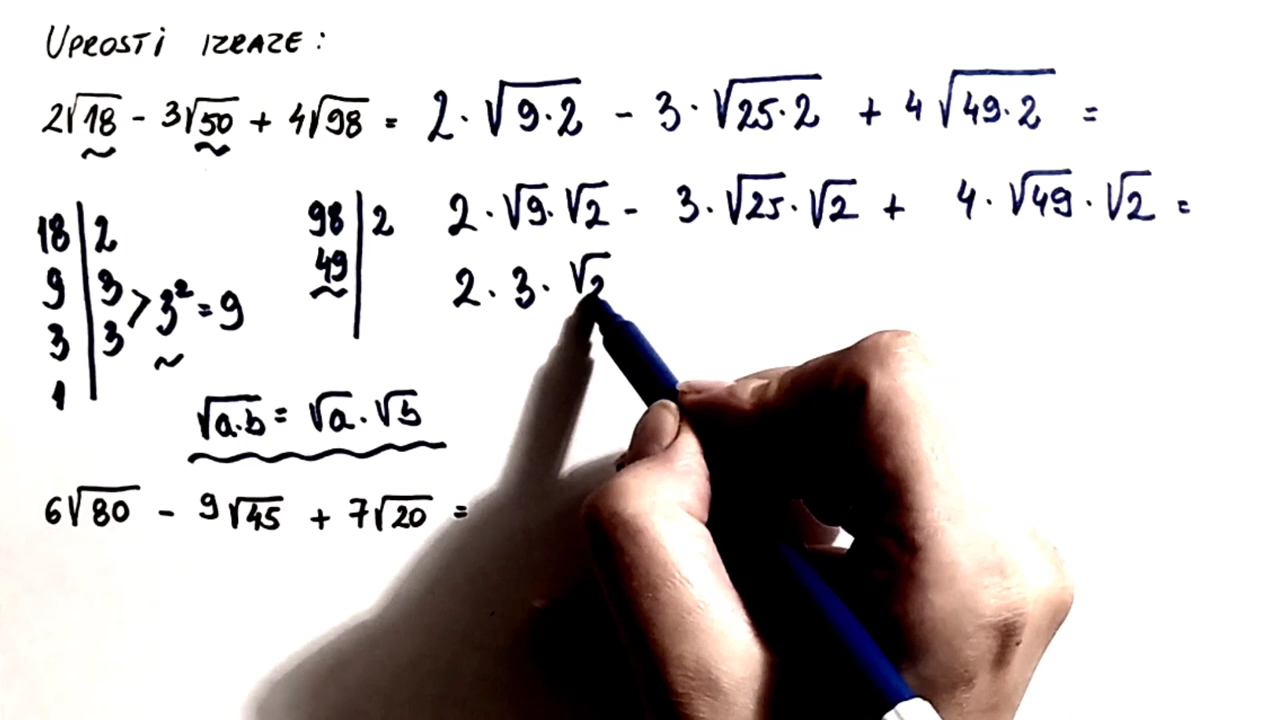 UPROSTI IZRAZE:
2√18 - 3√50 + 4√98 = 2·√9·2 - 3·√25·2 + 4√49·2 =
2·√9·√2 - 3·√25·√2 + 4·√49·√2 =
2·3·√2
18 | 2
9 | 3
3 | 3
1
> 3² = 9
98 | 2
49
√a·b = √a·√b
6√80 - 9√45 + 7√20 =